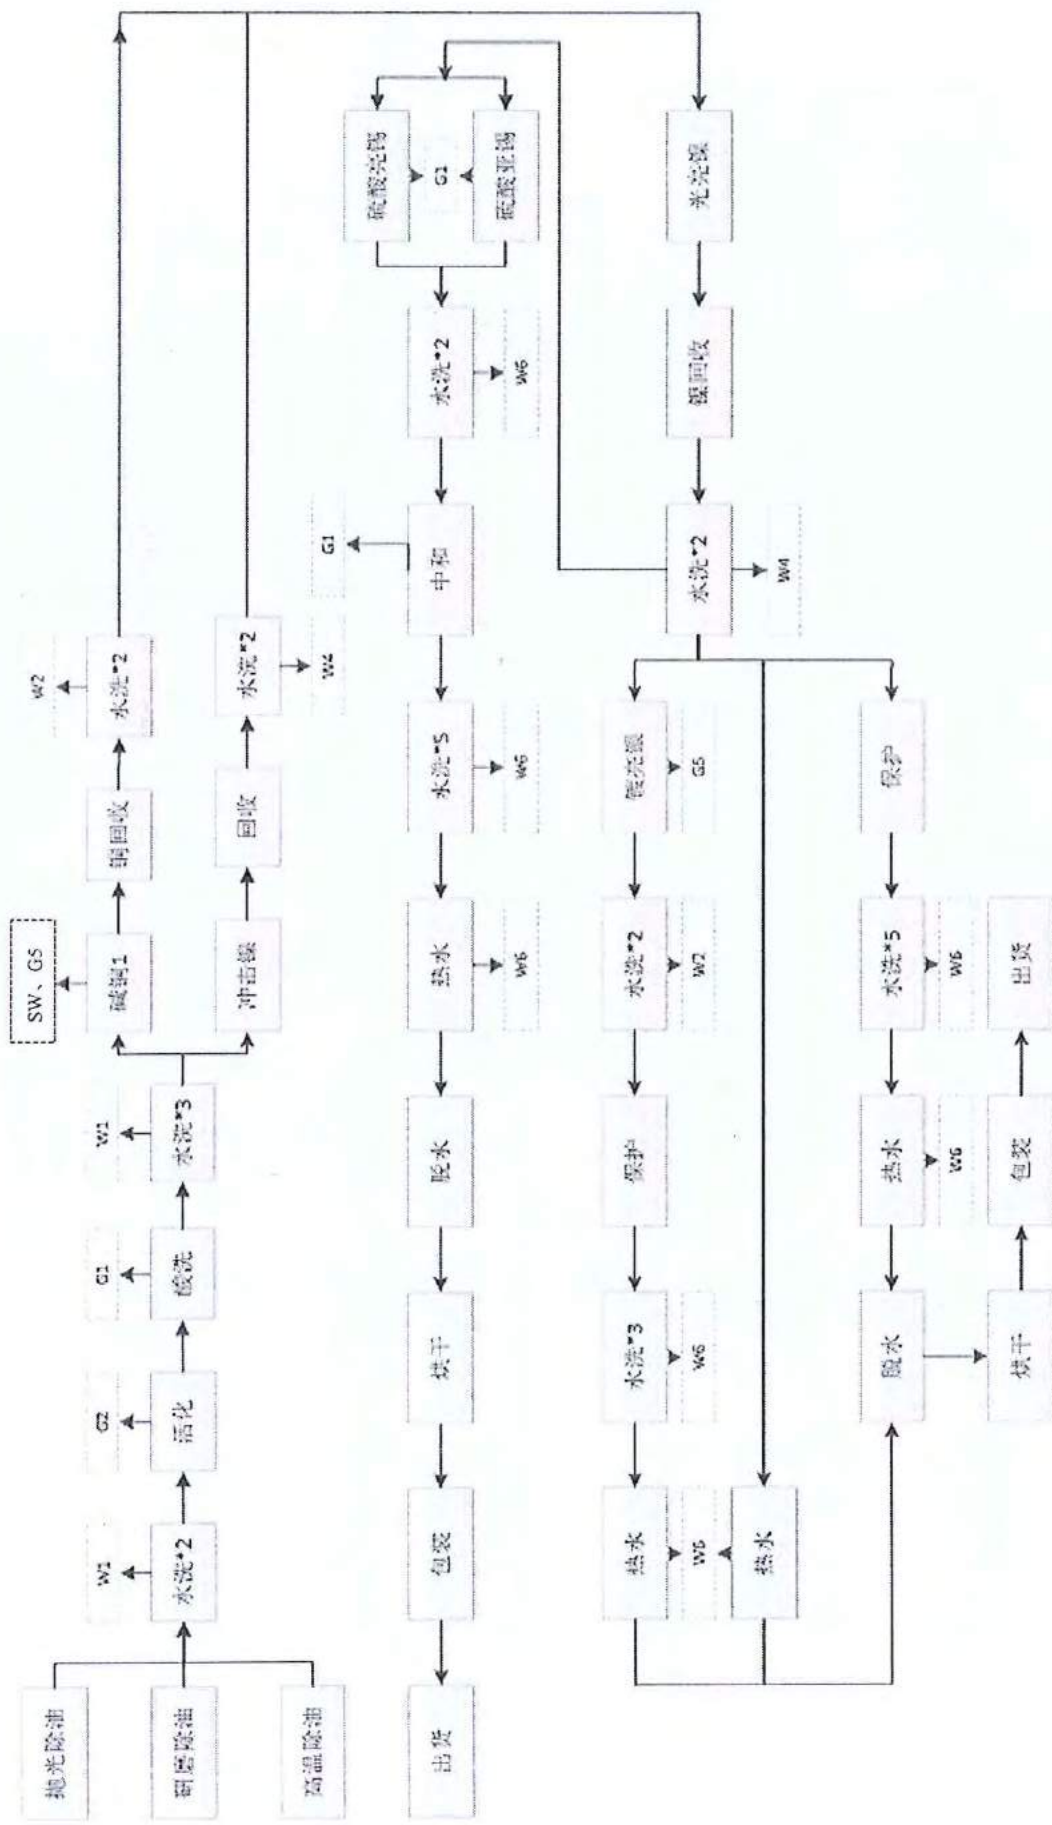 抛光除油
研磨除油
高温除油
水洗*2
W1
活化
G2
酸洗
G1
水洗*3
W1
碱铜1
SW、G5
铜回收
水洗*2
W2
冲击镍
回收
水洗*2
W4
光亮镍
镍回收
水洗*2
W4
硫酸亮锡
G1
硫酸亚锡
水洗*2
W6
中和
G1
水洗*5
W6
热水
W6
脱水
烘干
包装
出货
镀亮银
G5
水洗*2
W2
保护
水洗*3
W6
热水
W6
热水
保护
水洗*5
W6
热水
W6
脱水
烘干
包装
出货